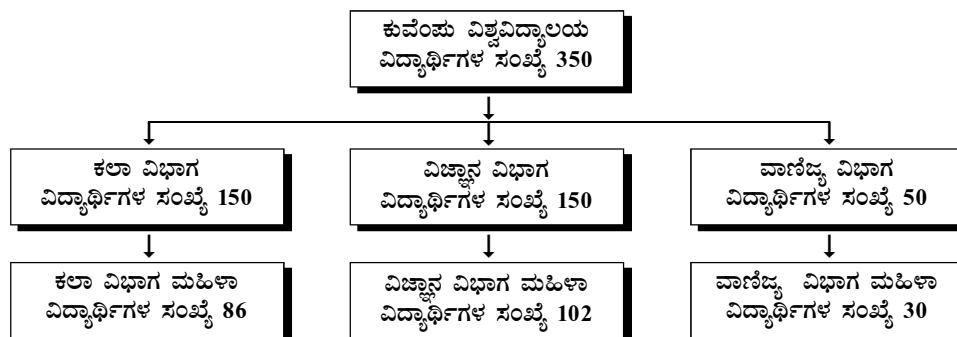 ಕುವೆಂಪು ವಿಶ್ವವಿದ್ಯಾಲಯ
ವಿದ್ಯಾರ್ಥಿಗಳ ಸಂಖ್ಯೆ 350
ಕಲಾ ವಿಭಾಗ
ವಿದ್ಯಾರ್ಥಿಗಳ ಸಂಖ್ಯೆ 150
ವಿಜ್ಞಾನ ವಿಭಾಗ
ವಿದ್ಯಾರ್ಥಿಗಳ ಸಂಖ್ಯೆ 150
ವಾಣಿಜ್ಯ ವಿಭಾಗ
ವಿದ್ಯಾರ್ಥಿಗಳ ಸಂಖ್ಯೆ 50
ಕಲಾ ವಿಭಾಗ ಮಹಿಳಾ
ವಿದ್ಯಾರ್ಥಿಗಳ ಸಂಖ್ಯೆ 86
ವಿಜ್ಞಾನ ವಿಭಾಗ ಮಹಿಳಾ
ವಿದ್ಯಾರ್ಥಿಗಳ ಸಂಖ್ಯೆ 102
ವಾಣಿಜ್ಯ ವಿಭಾಗ ಮಹಿಳಾ
ವಿದ್ಯಾರ್ಥಿಗಳ ಸಂಖ್ಯೆ 30